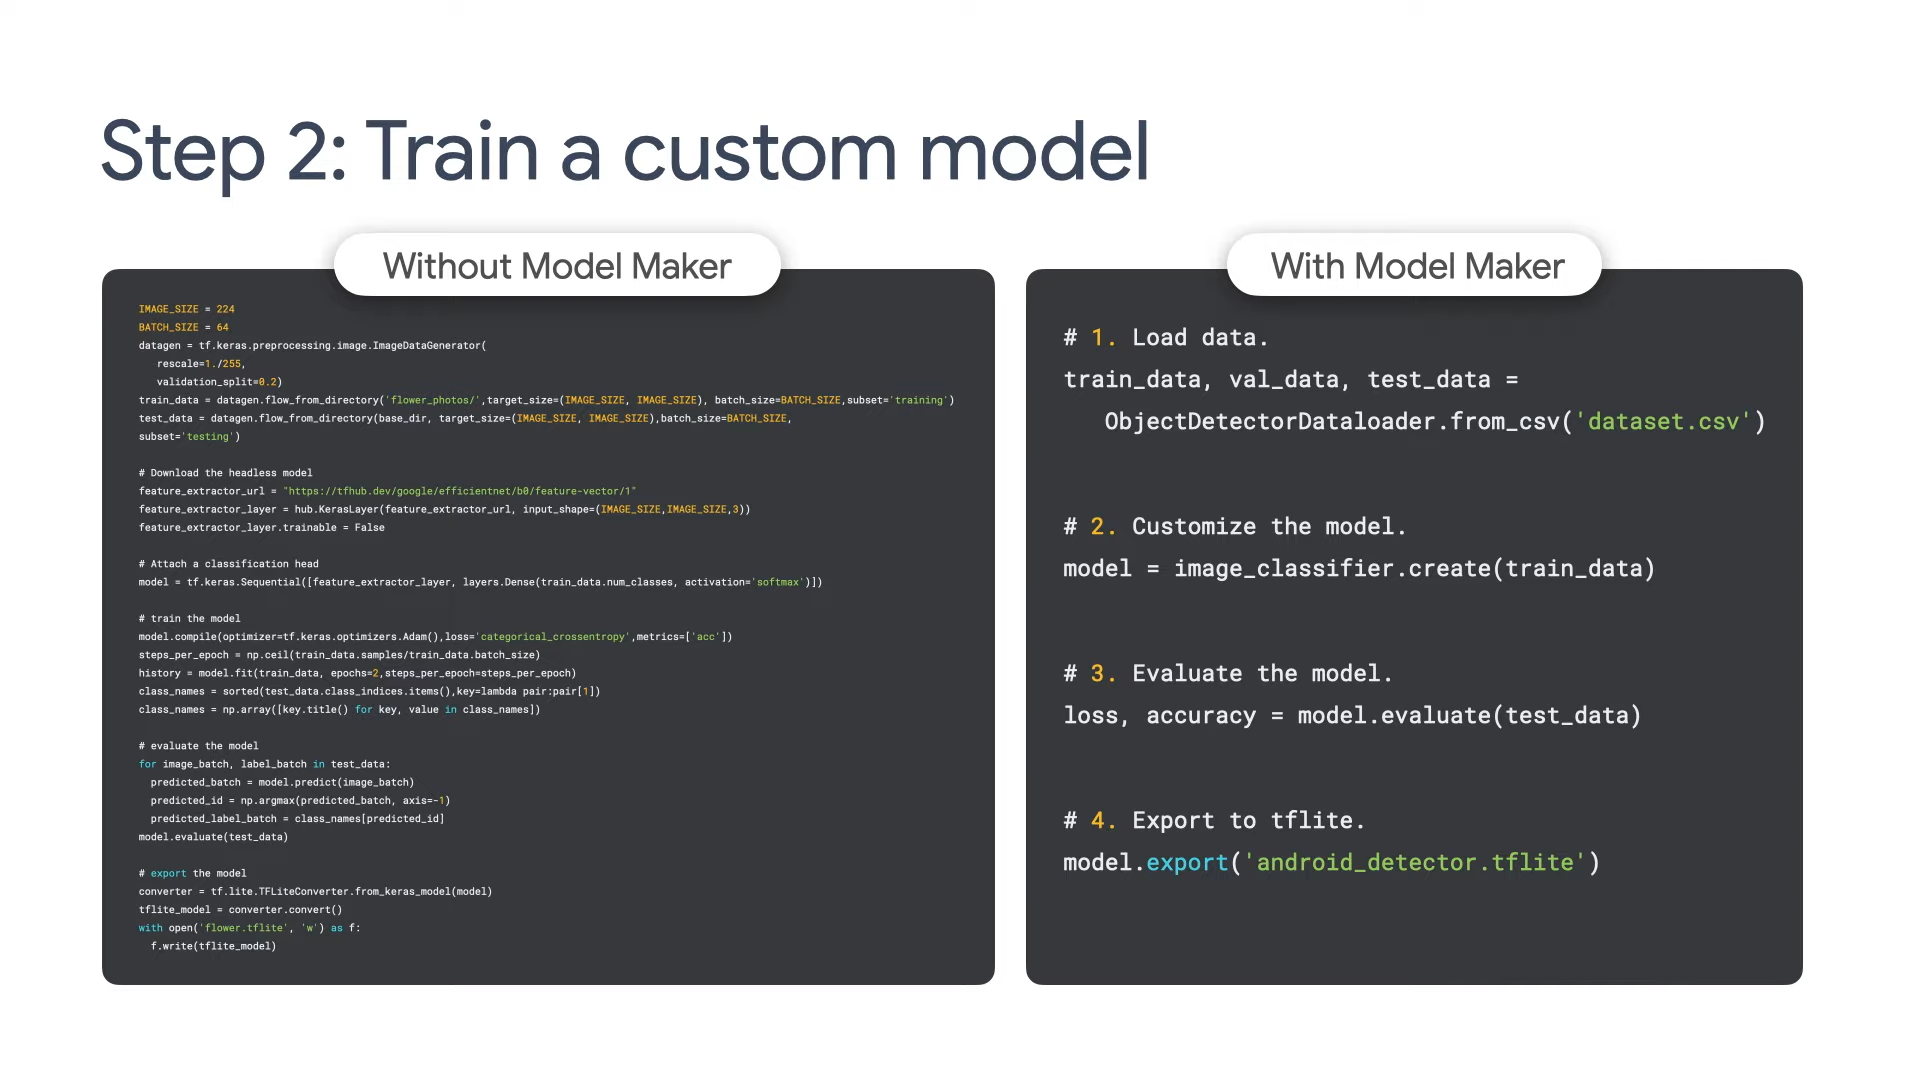 Step 2: Train a custom model
Without Model Maker
IMAGE_SIZE = 224
BATCH_SIZE = 64
datagen = tf.keras.preprocessing.image.ImageDataGenerator(
rescale=1./255,
validation_split=0.2)
train_data = datagen.flow_from_directory('flower_photos/',target_size=(IMAGE_SIZE, IMAGE_SIZE), batch_size=BATCH_SIZE,subset='training')
test_data = datagen.flow_from_directory(base_dir, target_size=(IMAGE_SIZE, IMAGE_SIZE),batch_size=BATCH_SIZE,
subset='testing')
# Download the headless model
feature_extractor_url = "https://tfhub.dev/google/efficientnet/b0/feature-vector/1"
feature_extractor_layer = hub.KerasLayer(feature_extractor_url, input_shape=(IMAGE_SIZE,IMAGE_SIZE,3))
feature_extractor_layer.trainable = False
# Attach a classification head
model = tf.keras.Sequential([feature_extractor_layer, layers.Dense(train_data.num_classes, activation='softmax')])
# train the model
model.compile(optimizer=tf.keras.optimizers.Adam(),loss='categorical_crossentropy',metrics=['acc'])
steps_per_epoch = np.ceil(train_data.samples/train_data.batch_size)
history = model.fit(train_data, epochs=2,steps_per_epoch=steps_per_epoch)
class_names = sorted(test_data.class_indices.items(),key=lambda pair:pair[1])
class_names = np.array([key.title() for key, value in class_names])
# evaluate the model
for image_batch, label_batch in test_data:
predicted_batch = model.predict(image_batch)
predicted_id = np.argmax(predicted_batch, axis=-1)
predicted_label_batch = class_names[predicted_id]
model.evaluate(test_data)
# export the model
converter = tf.lite.TFLiteConverter.from_keras_model(model)
tflite_model = converter.convert()
with open('flower.tflite', 'w') as f:
f.write(tflite_model)
With Model Maker
# 1. Load data.
train_data, val_data, test_data =
ObjectDetectorDataloader.from_csv('dataset.csv')
# 2. Customize the model.
model = image_classifier.create(train_data)
# 3. Evaluate the model.
loss, accuracy = model.evaluate(test_data)
# 4. Export to tflite.
model.export('android_detector.tflite')